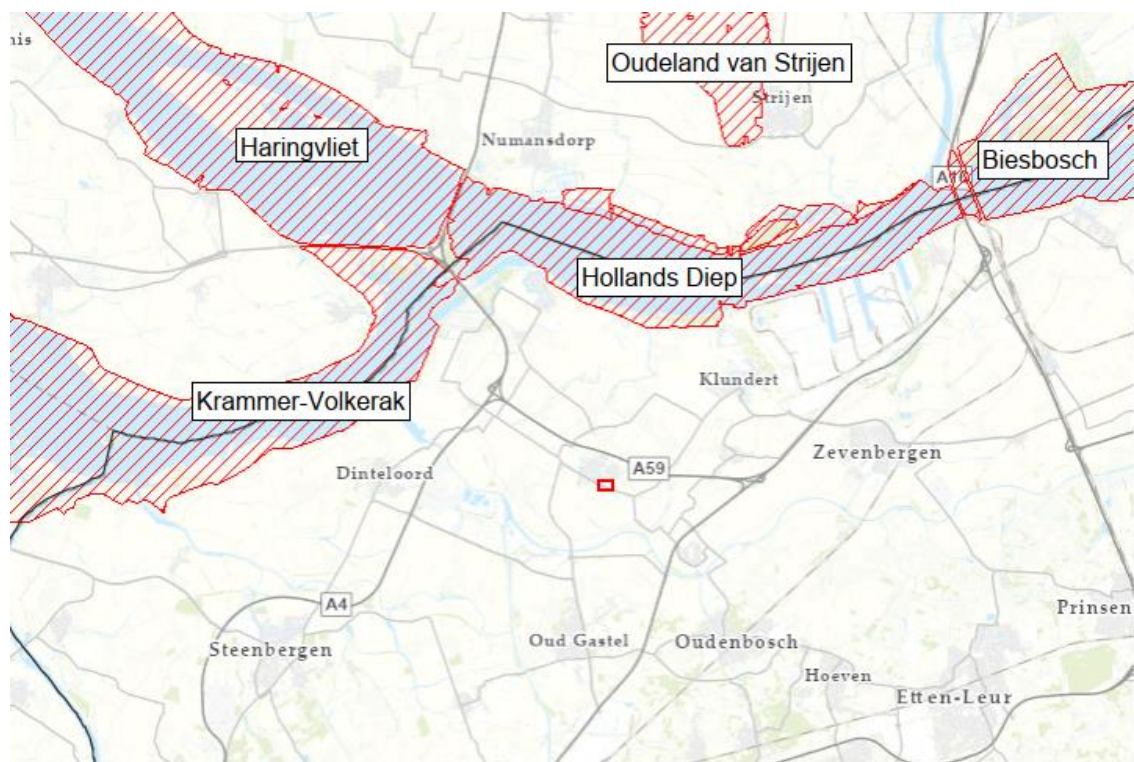 nis
Oudeland van Strijen
Strijen
Haringvliet
Numansdorp
Biesbosch
Hollands Diep
Klundert
Krammer-Volkerak
Zevenbergen
Dinteloord
A59
A4
Steenbergen
Oud Gastel
Oudenbosch
Prinsen
Hoeven
Etten-Leur